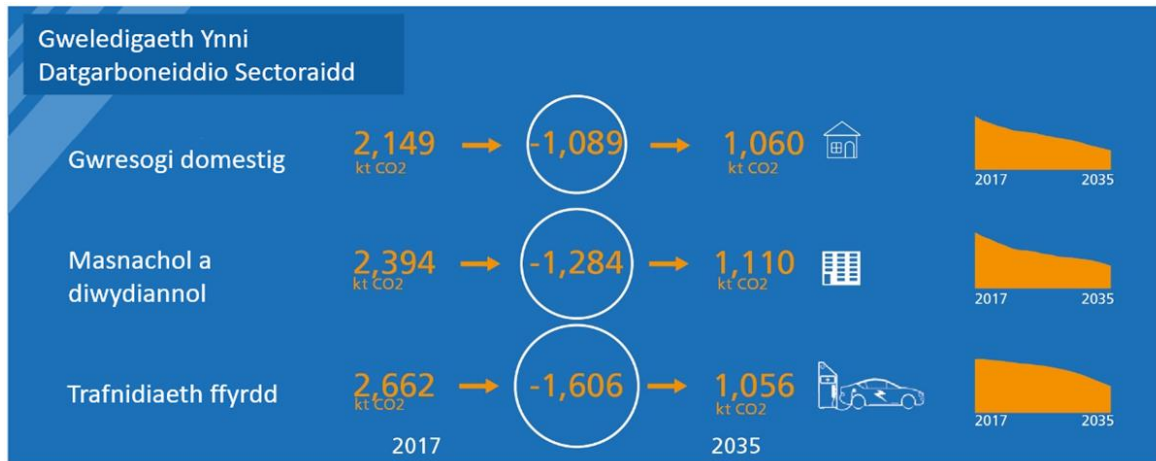 Gweledigaeth Ynni
Datgarboneiddio Sectoraidd
Gwresogi domestig
2,149
kt CO2
-1,089
1,060
kt CO2
2017
2035
Masnachol a
diwydiannol
2,394
kt CO2
-1,284
1,110
kt CO2
2017
2035
Trafnidiaeth ffyrdd
2,662
kt CO2
-1,606
1,056
kt CO2
2017
2035
2017
2035